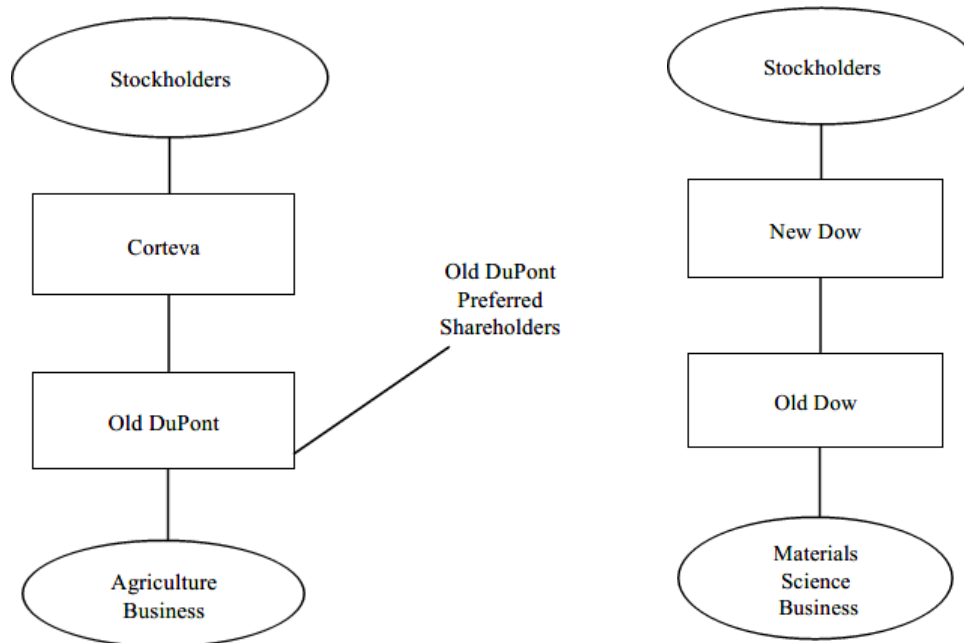 Stockholders
Corteva
Old DuPont
Preferred
Shareholders
Old DuPont
Agriculture
Business
Stockholders
New Dow
Old Dow
Materials
Science
Business